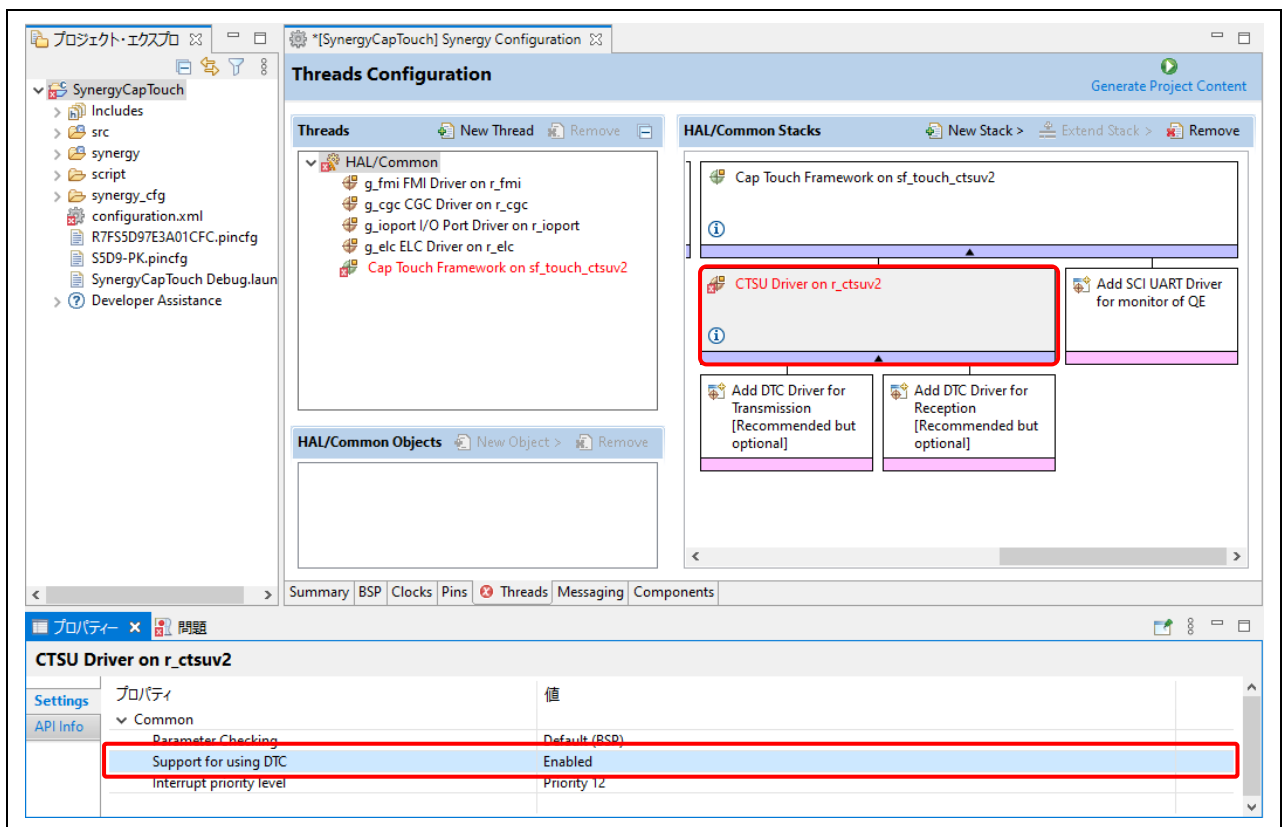 プロジェクト・エクスプロ
SynergyCapTouch
Includes
src
synergy
script
synergy_cfg
configuration.xml
R7FS5D97E3A01CFC.pincfg
S5D9-PK.pincfg
SynergyCapTouch Debug.laun
Developer Assistance
*[SynergyCapTouch] Synergy Configuration
Threads Configuration
Generate Project Content
Threads
New Thread
Remove
HAL/Common
g_fmi FMI Driver on r_fmi
g_cgc CGC Driver on r_cgc
g_ioport I/O Port Driver on r_ioport
g_elc ELC Driver on r_elc
Cap Touch Framework on sf_touch_ctsuv2
HAL/Common Objects
New Object >
Remove
HAL/Common Stacks
New Stack >
Extend Stack >
Remove
Cap Touch Framework on sf_touch_ctsuv2
CTSU Driver on r_ctsuv2
Add SCI UART Driver
for monitor of QE
Add DTC Driver for
Transmission
[Recommended but
optional]
Add DTC Driver for
Reception
[Recommended but
optional]
Summary
BSP
Clocks
Pins
Threads
Messaging
Components
プロパティー
問題
CTSU Driver on r_ctsuv2
Settings
API Info
プロパティ 値
Common
Parameter Checking Default (BSP)
Support for using DTC Enabled
Interrupt priority level Priority 12